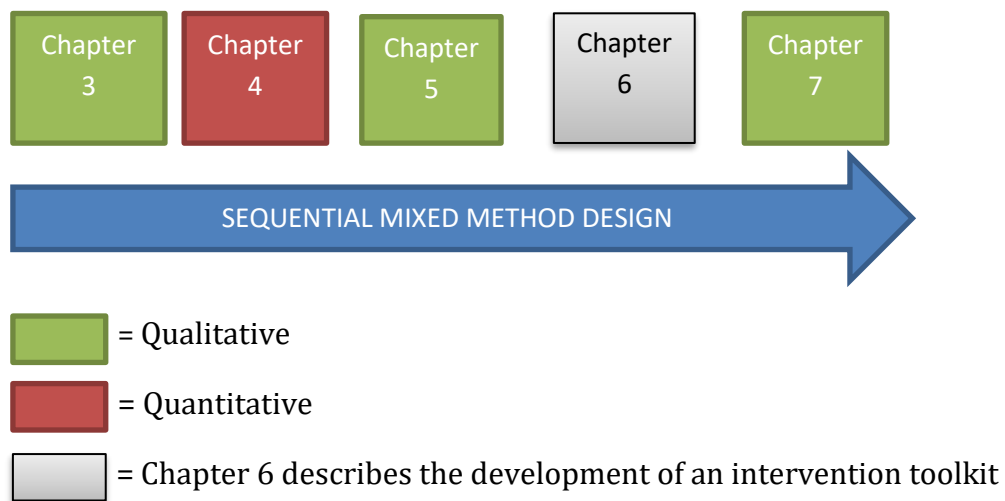 Chapter
3
Chapter
4
Chapter
5
Chapter
6
Chapter
7
SEQUENTIAL MIXED METHOD DESIGN
= Qualitative
= Quantitative
= Chapter 6 describes the development of an intervention toolkit